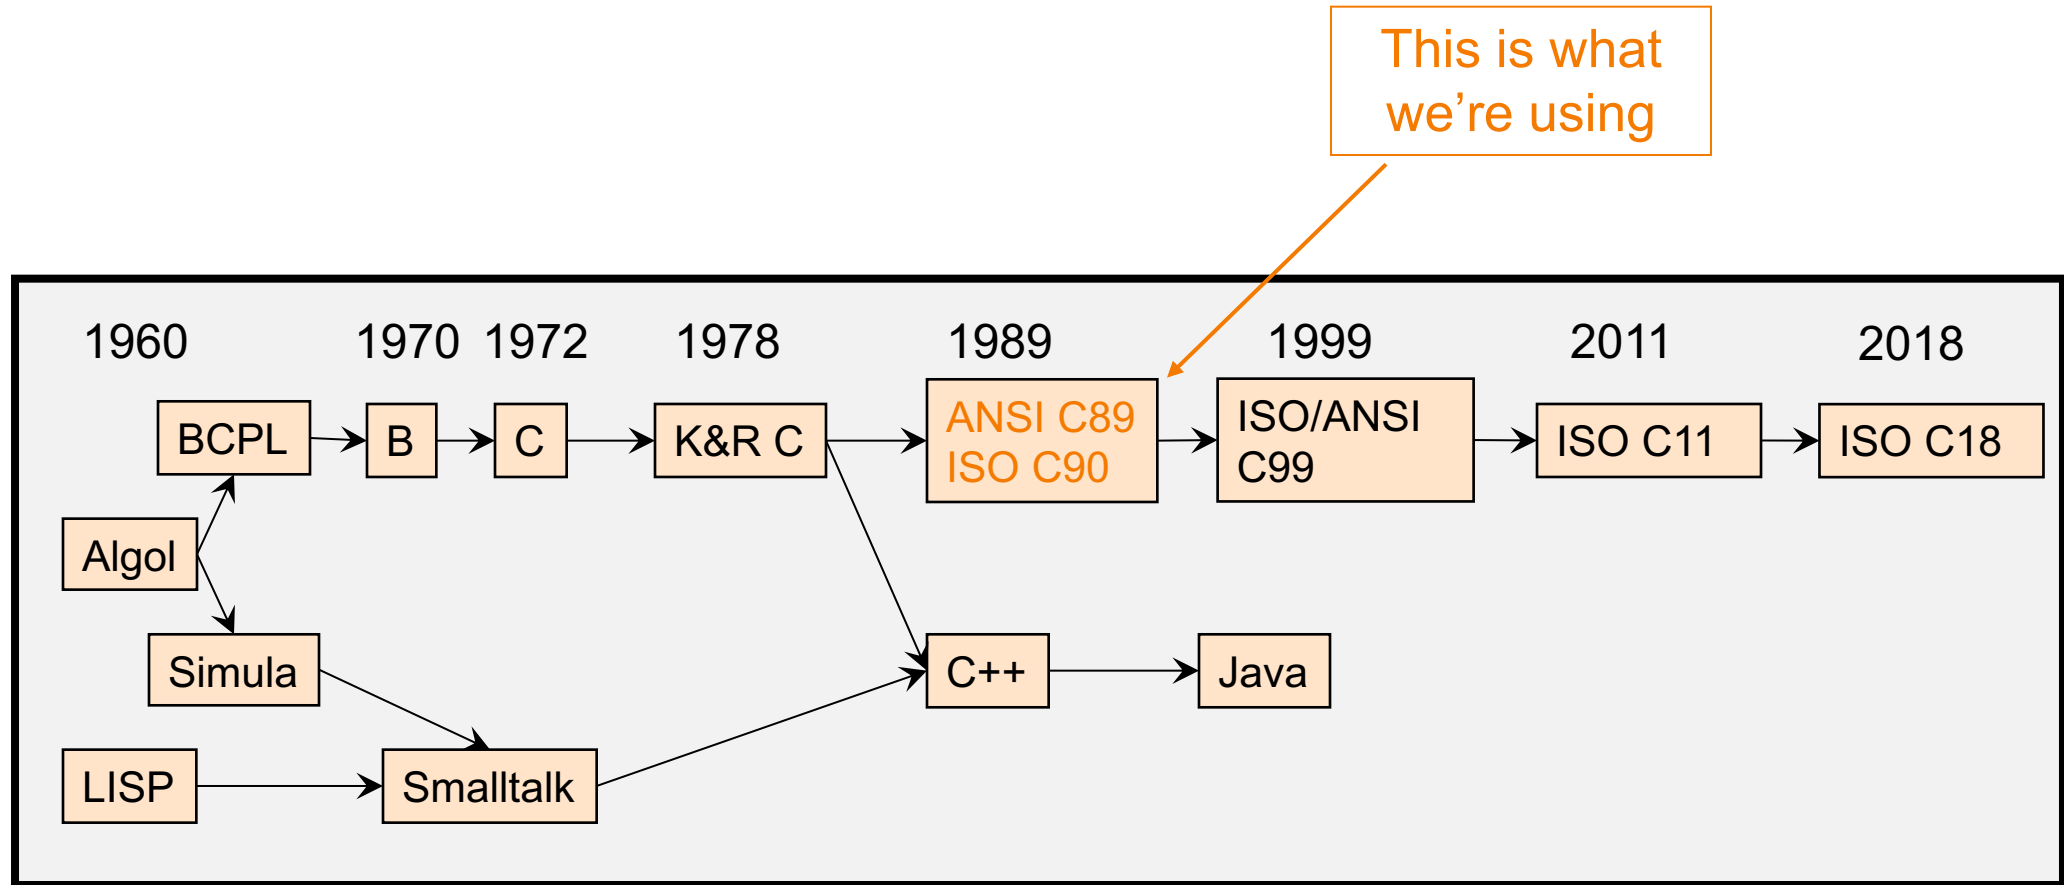 This is what
we’re using
1960 1970 1972 1978 1989 1999 2011 2018
BCPL B C K&R C ANSI C89 ISO/ANSI ISO C11 ISO C18
ISO C90 C99
Algol
Simula C++ Java
LISP Smalltalk